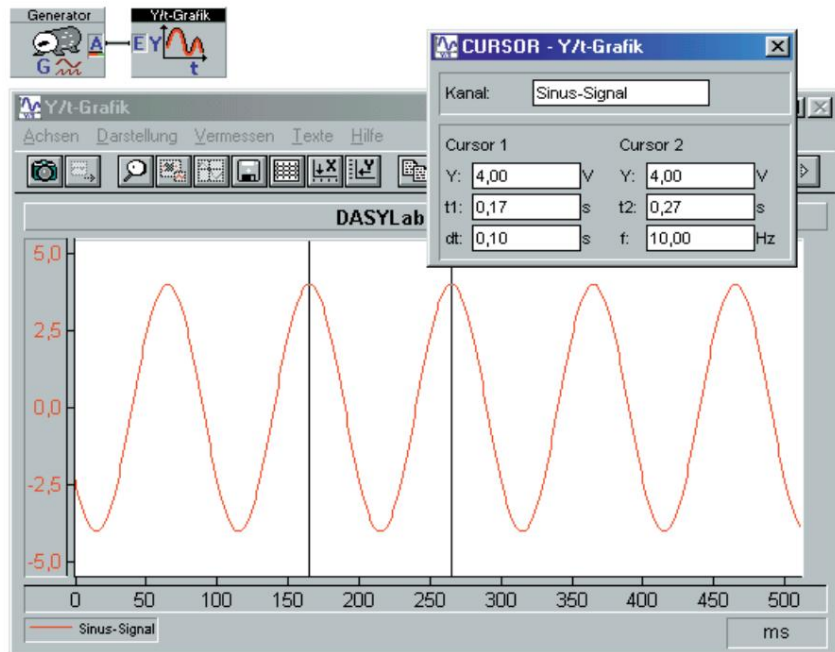 Generator
Y/t-Grafik
A
E Y
G
t
CURSOR - Y/t-Grafik
Kanal: Sinus-Signal
Cursor 1 Cursor 2
Y: 4,00 V Y: 4,00 V
t1: 0,17 s t2: 0,27 s
dt: 0,10 s f: 10,00 Hz
Y/t-Grafik
Achsen Darstellung Vermessen Texte Hilfe
X Y
DASYLab
5,0
2,5
0,0
-2,5
-5,0
0 50 100 150 200 250 300 350 400 450 500
Sinus-Signal
ms